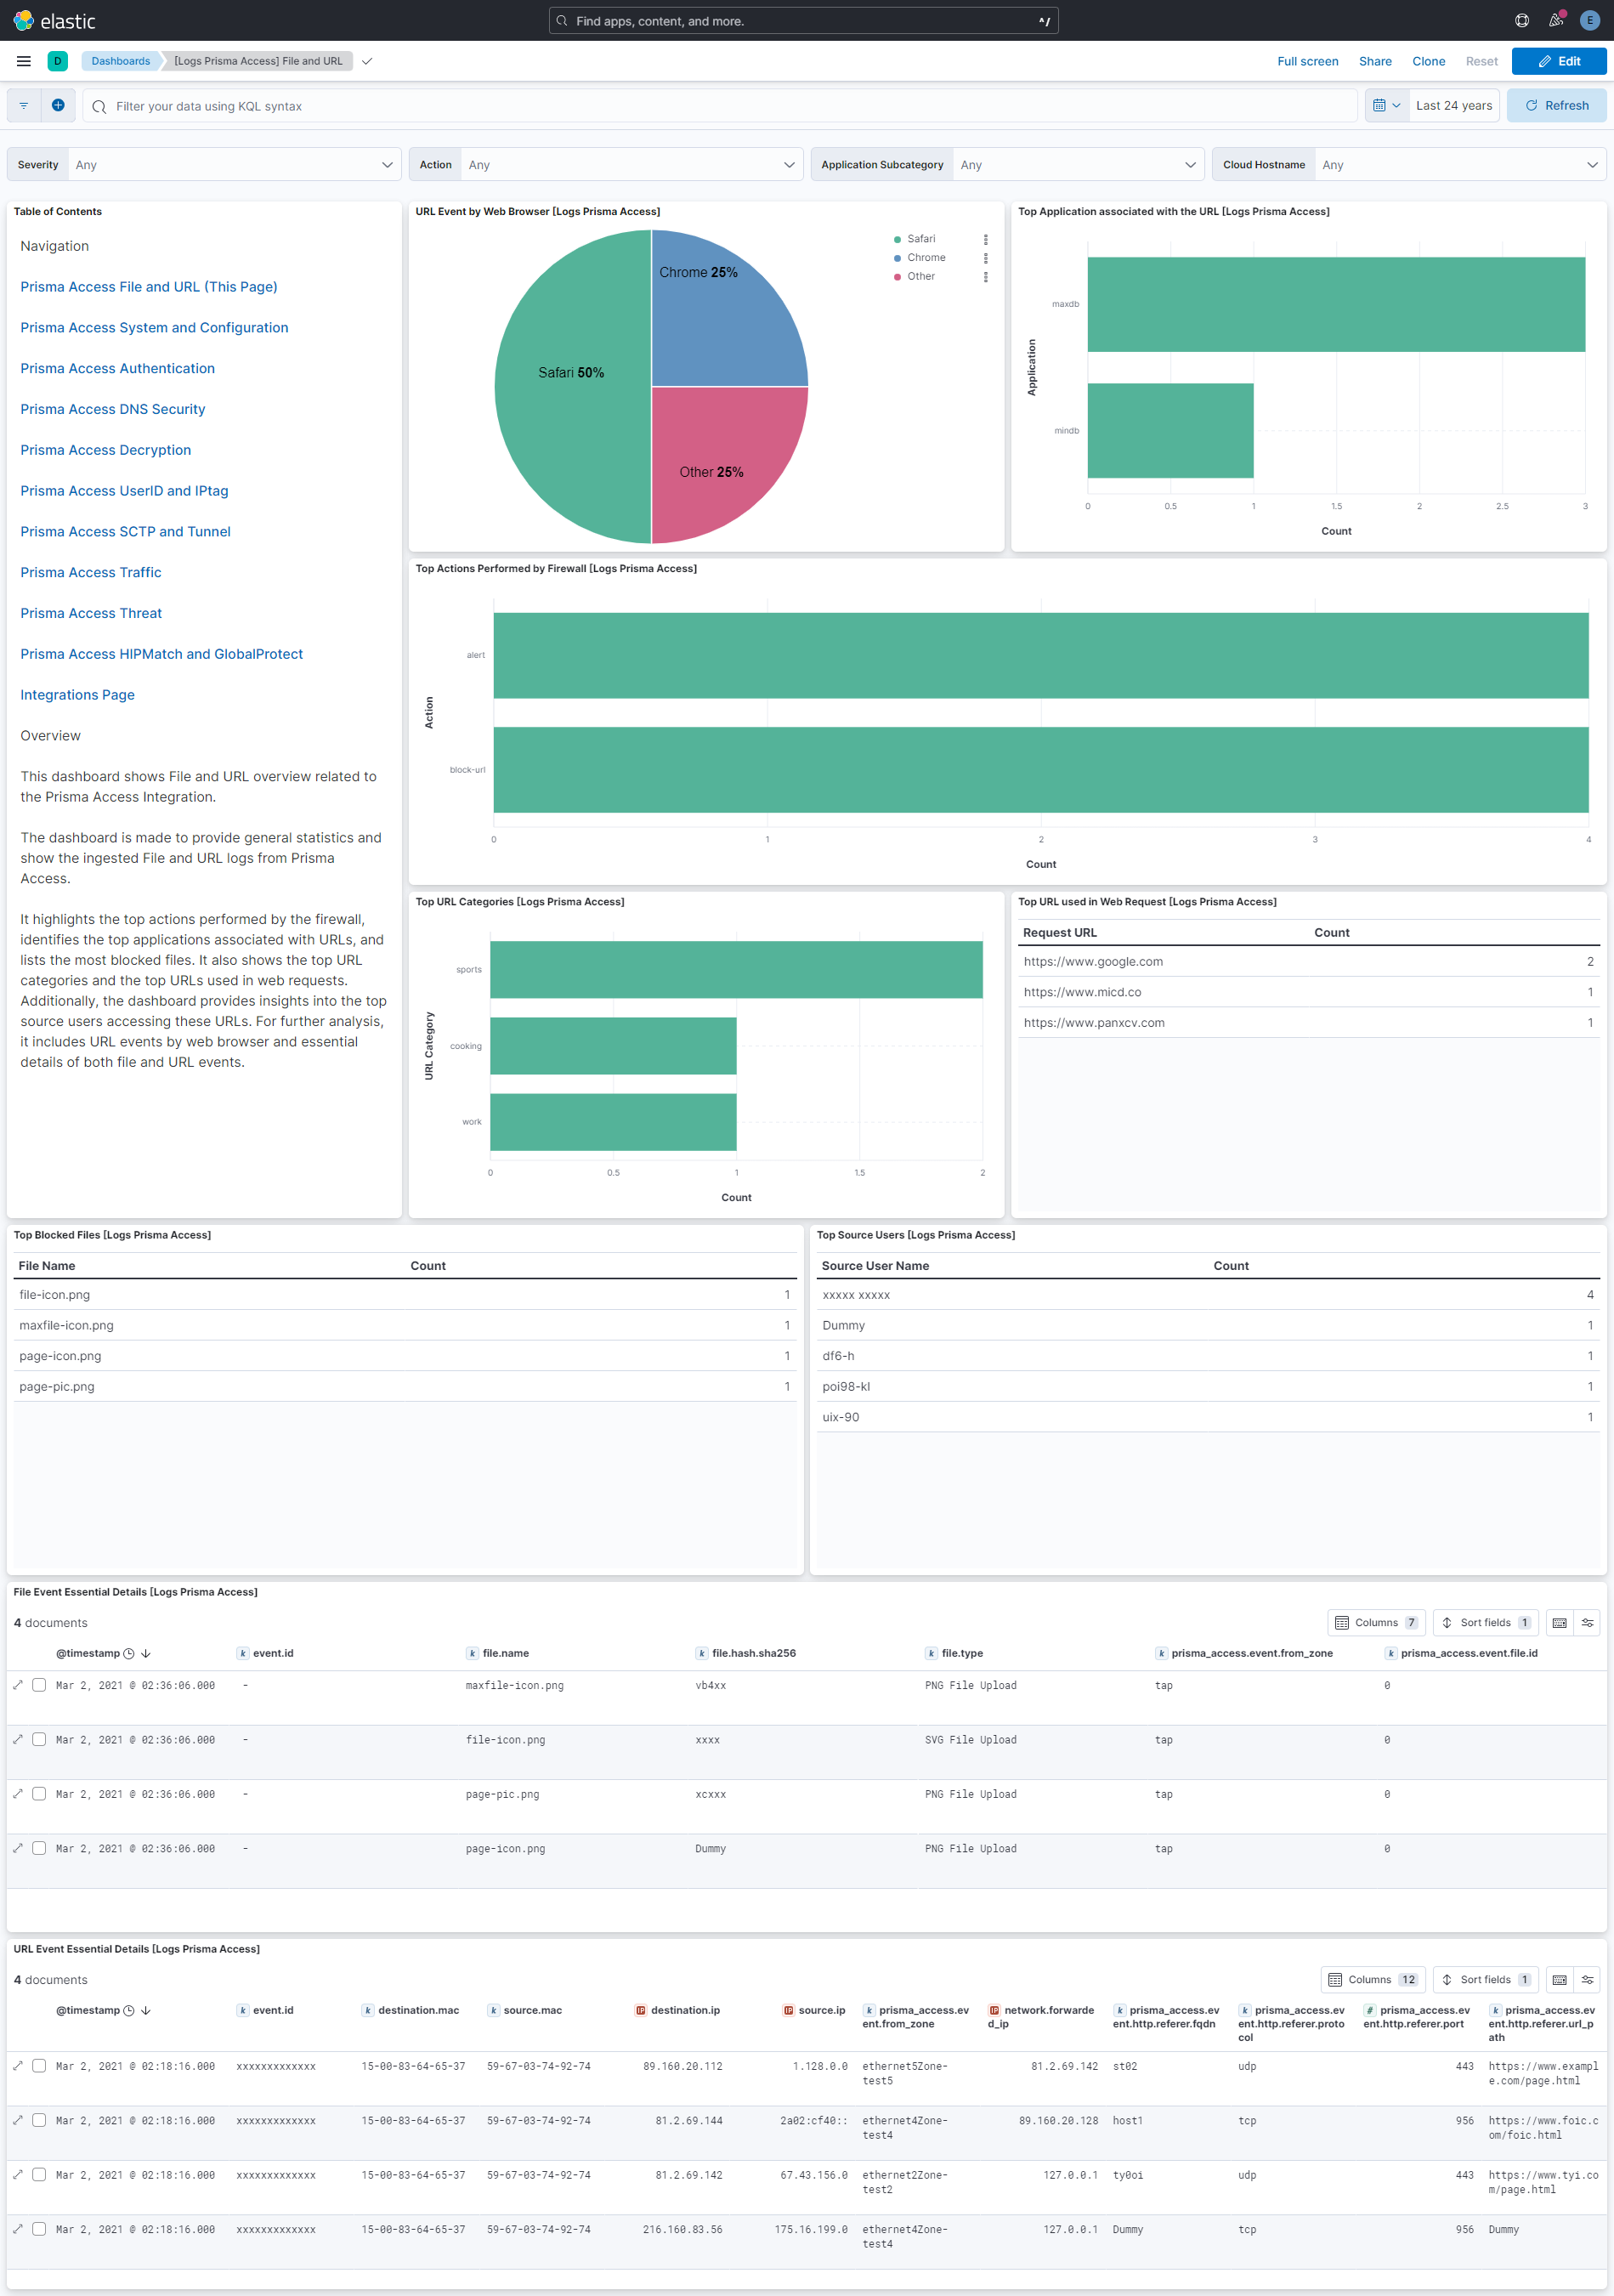 elastic
Find apps, content, and more.
^/
E
D
Dashboards
[Logs Prisma Access] File and URL
Full screen
Share
Clone
Reset
Edit
Filter your data using KQL syntax
Last 24 years
Refresh
Severity Any
Action Any
Application Subcategory Any
Cloud Hostname Any
Table of Contents
Navigation
Prisma Access File and URL (This Page)
Prisma Access System and Configuration
Prisma Access Authentication
Prisma Access DNS Security
Prisma Access Decryption
Prisma Access UserID and IPtag
Prisma Access SCTP and Tunnel
Prisma Access Traffic
Prisma Access Threat
Prisma Access HIPMatch and GlobalProtect
Integrations Page
Overview
This dashboard shows File and URL overview related to
the Prisma Access Integration.
The dashboard is made to provide general statistics and
show the ingested File and URL logs from Prisma
Access.
It highlights the top actions performed by the firewall,
identifies the top applications associated with URLs, and
lists the most blocked files. It also shows the top URL
categories and the top URLs used in web requests.
Additionally, the dashboard provides insights into the top
source users accessing these URLs. For further analysis,
it includes URL events by web browser and essential
details of both file and URL events.
URL Event by Web Browser [Logs Prisma Access]
Chrome 25%
Safari 50%
Other 25%
Safari
Chrome
Other
Top Application associated with the URL [Logs Prisma Access]
Application
maxdb
mindb
0 0.5 1 1.5 2 2.5 3
Count
Top Actions Performed by Firewall [Logs Prisma Access]
Action
alert
block-url
0 1 2 3 4
Count
Top URL Categories [Logs Prisma Access]
URL Category
sports
cooking
work
0 0.5 1 1.5 2
Count
Top URL used in Web Request [Logs Prisma Access]
Request URL Count
https://www.google.com 2
https://www.micd.co 1
https://www.panxcv.com 1
Top Blocked Files [Logs Prisma Access]
File Name Count
file-icon.png 1
maxfile-icon.png 1
page-icon.png 1
page-pic.png 1
Top Source Users [Logs Prisma Access]
Source User Name Count
xxxxx xxxxx 4
Dummy 1
df6-h 1
poi98-kl 1
uix-90 1
File Event Essential Details [Logs Prisma Access]
4 documents
Columns 7
Sort fields 1
@timestamp k event.id k file.name k file.hash.sha256 k file.type k prisma_access.event.from_zone k prisma_access.event.file.id
Mar 2, 2021 @ 02:36:06.000 - maxfile-icon.png vb4xx PNG File Upload tap 0
Mar 2, 2021 @ 02:36:06.000 - file-icon.png xxxx SVG File Upload tap 0
Mar 2, 2021 @ 02:36:06.000 - page-pic.png xcxxx PNG File Upload tap 0
Mar 2, 2021 @ 02:36:06.000 - page-icon.png Dummy PNG File Upload tap 0
URL Event Essential Details [Logs Prisma Access]
4 documents
Columns 12
Sort fields 1
@timestamp k event.id k destination.mac k source.mac IP destination.ip IP source.ip k prisma_access.ev IP network.forwarde k prisma_access.ev k prisma_access.ev # prisma_access.ev k prisma_access.ev
ent.from_zone d_ip ent.http.referer.fqdn ent.http.referer.proto ent.http.referer.port ent.http.referer.url_p
col ath
Mar 2, 2021 @ 02:18:16.000 xxxxxxxxxxxxx 15-00-83-64-65-37 59-67-03-74-92-74 89.160.20.112 1.128.0.0 ethernet5Zone- 81.2.69.142 st02 udp 443 https://www.exampl
test5 e.com/page.html
Mar 2, 2021 @ 02:18:16.000 xxxxxxxxxxxxx 15-00-83-64-65-37 59-67-03-74-92-74 81.2.69.144 2a02:cf40:: ethernet4Zone- 89.160.20.128 host1 tcp 956 https://www.foic.c
test4 om/foic.html
Mar 2, 2021 @ 02:18:16.000 xxxxxxxxxxxxx 15-00-83-64-65-37 59-67-03-74-92-74 81.2.69.142 67.43.156.0 ethernet2Zone- 127.0.0.1 ty0oi udp 443 https://www.tyi.co
test2 m/page.html
Mar 2, 2021 @ 02:18:16.000 xxxxxxxxxxxxx 15-00-83-64-65-37 59-67-03-74-92-74 216.160.83.56 175.16.199.0 ethernet4Zone- 127.0.0.1 Dummy tcp 956 Dummy
test4